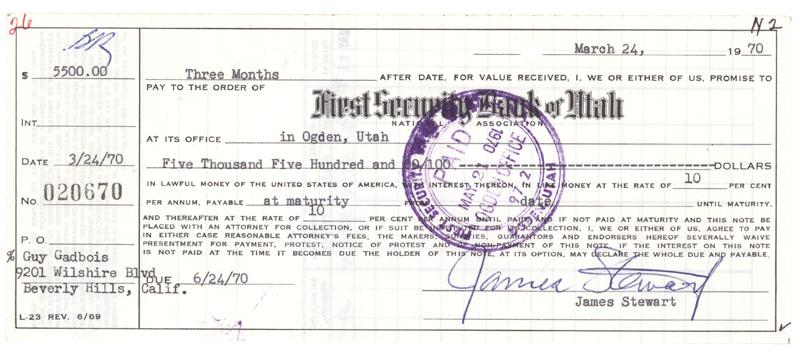 26
BR
N2
March 24, 1970
$ 5500.00
Three Months AFTER DATE, FOR VALUE RECEIVED, I, WE OR EITHER OF US, PROMISE TO
PAY TO THE ORDER OF
First Security Bank of Utah
NATIONAL ASSOCIATION
INT.
AT ITS OFFICE in Ogden, Utah
DATE 3/24/70
Five Thousand Five Hundred and /100 DOLLARS
IN LAWFUL MONEY OF THE UNITED STATES OF AMERICA, WITH INTEREST THEREON, IN LIKE MONEY AT THE RATE OF 10 PER CENT
No. 020670
PER ANNUM, PAYABLE at maturity FROM date UNTIL MATURITY,
AND THEREAFTER AT THE RATE OF 10 PER CENT PER ANNUM UNTIL PAID, AND IF NOT PAID AT MATURITY AND THIS NOTE BE
PLACED WITH AN ATTORNEY FOR COLLECTION, OR IF SUIT BE INSTITUTED FOR ITS COLLECTION, I, WE OR EITHER OF US, AGREE TO PAY
IN EITHER CASE REASONABLE ATTORNEY'S FEES, THE MAKERS, SURETIES, GUARANTORS AND ENDORSERS HEREOF SEVERALLY WAIVE
P. O.
PRESENTMENT FOR PAYMENT, PROTEST, NOTICE OF PROTEST AND OF NON-PAYMENT OF THIS NOTE, IF THE INTEREST ON THIS NOTE
IS NOT PAID AT THE TIME IT BECOMES DUE THE HOLDER OF THIS NOTE, AT ITS OPTION, MAY DECLARE THE WHOLE DUE AND PAYABLE.
% Guy Gadbois
9201 Wilshire Blvd
Beverly Hills, Calif.
DUE 6/24/70
James Stewart
James Stewart
L-23 REV. 6/69
PAID
MAY 21 1970
OGDEN OFFICE
UTAH